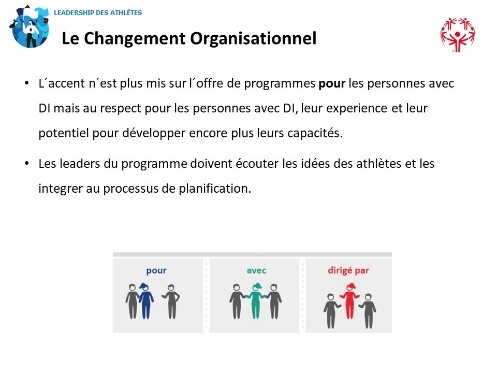 LEADERSHIP DES ATHLÈTES
Le Changement Organisationnel
• L´accent n´est plus mis sur l´offre de programmes pour les personnes avec
DI mais au respect pour les personnes avec DI, leur experience et leur
potentiel pour développer encore plus leurs capacités.
• Les leaders du programme doivent écouter les idées des athlètes et les
integrer au processus de planification.
pour avec dirigé par